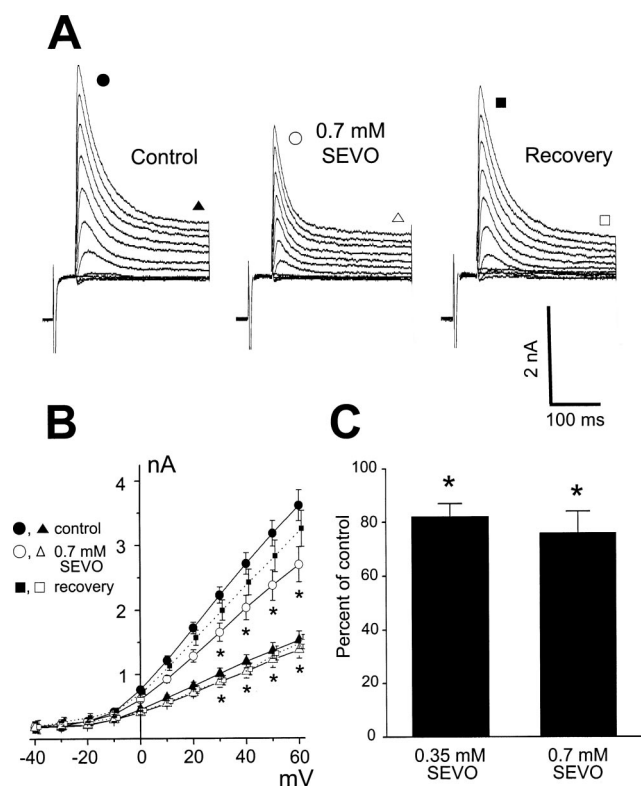 A
Control
0.7 mM
SEVO
Recovery
2 nA
100 ms
B
nA
●, ▲ control
○, △ 0.7 mM
SEVO
■, □ recovery
4
3
2
1
* * * *
* * * *
-40 -20 0 20 40 60
mV
C
Percent of control
100
80
60
40
20
0
* *
0.35 mM
SEVO
0.7 mM
SEVO